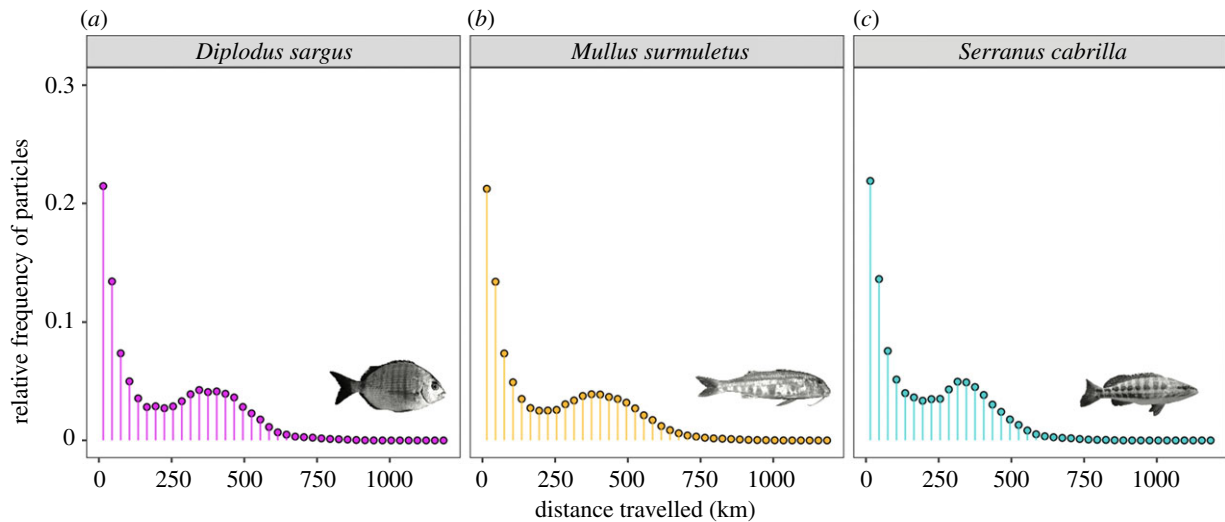 (a) (b) (c)
Diplodus sargus Mullus surmuletus Serranus cabrilla
relative frequency of particles
0.3
0.2
0.1
0
0 250 500 750 1000 0 250 500 750 1000 0 250 500 750 1000
distance travelled (km)